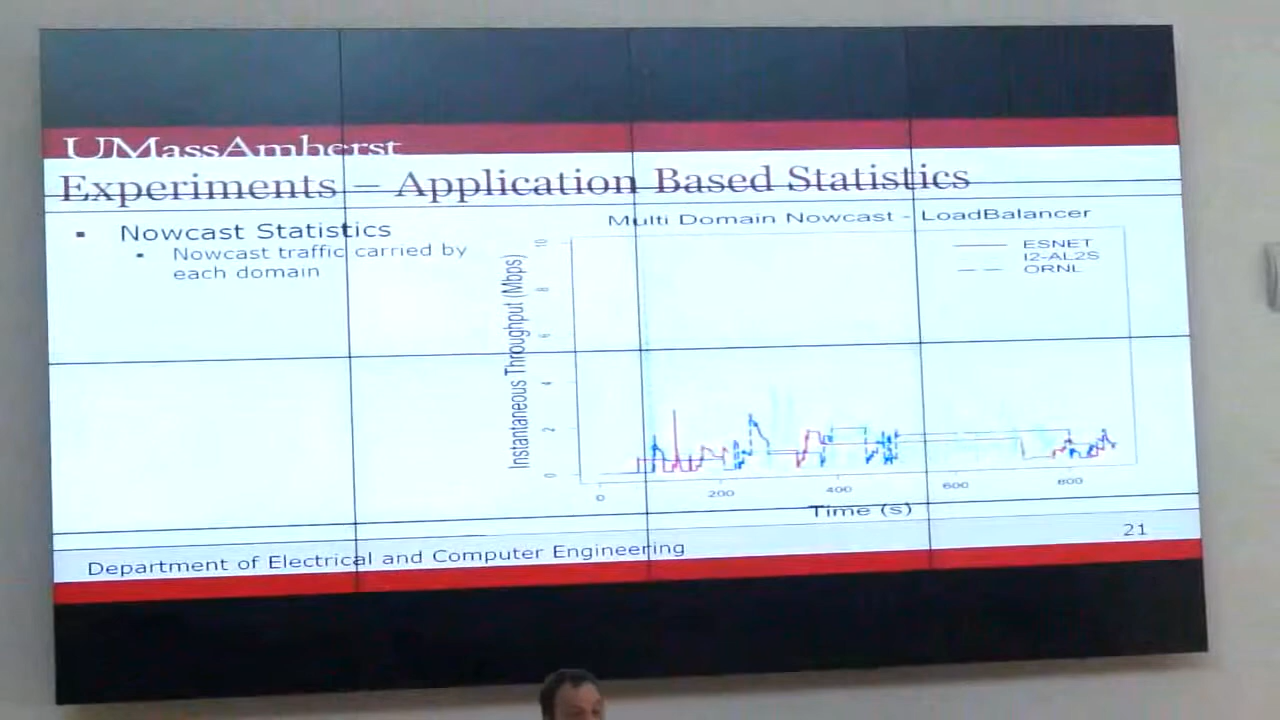 UMassAmherst
Experiments – Application Based Statistics
▪ Nowcast Statistics
▪ Nowcast traffic carried by
each domain
Multi Domain Nowcast - LoadBalancer
ESNET
I2-AL2S
ORNL
Instantaneous Throughput (Mbps)
10
8
6
4
2
0
0 200 400 600 800
Time (s)
Department of Electrical and Computer Engineering
21